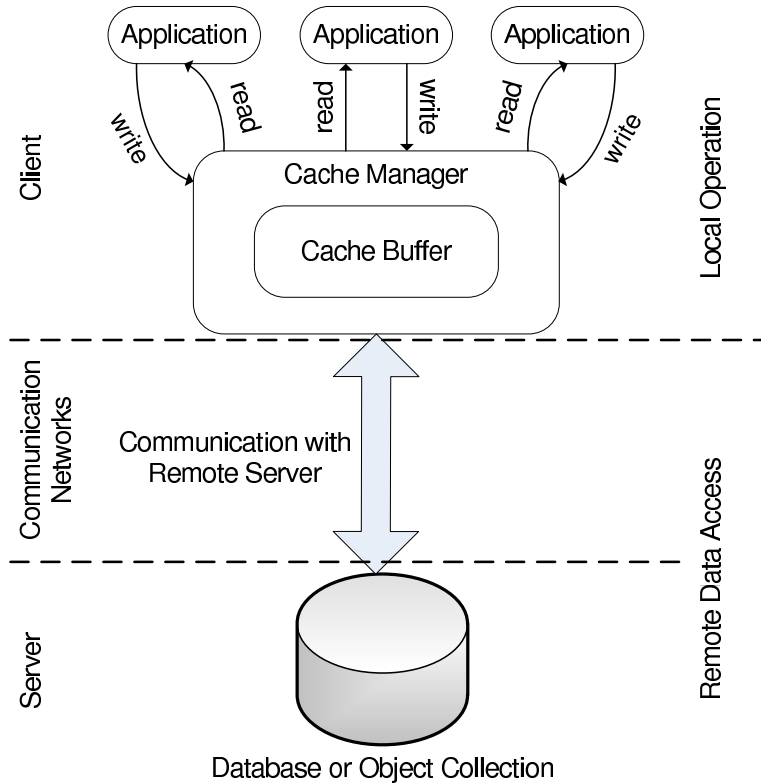 Application
Application
Application
write
read
read
write
read
write
Client
Cache Manager
Cache Buffer
Local Operation
Communication
Networks
Communication with
Remote Server
Remote Data Access
Server
Database or Object Collection